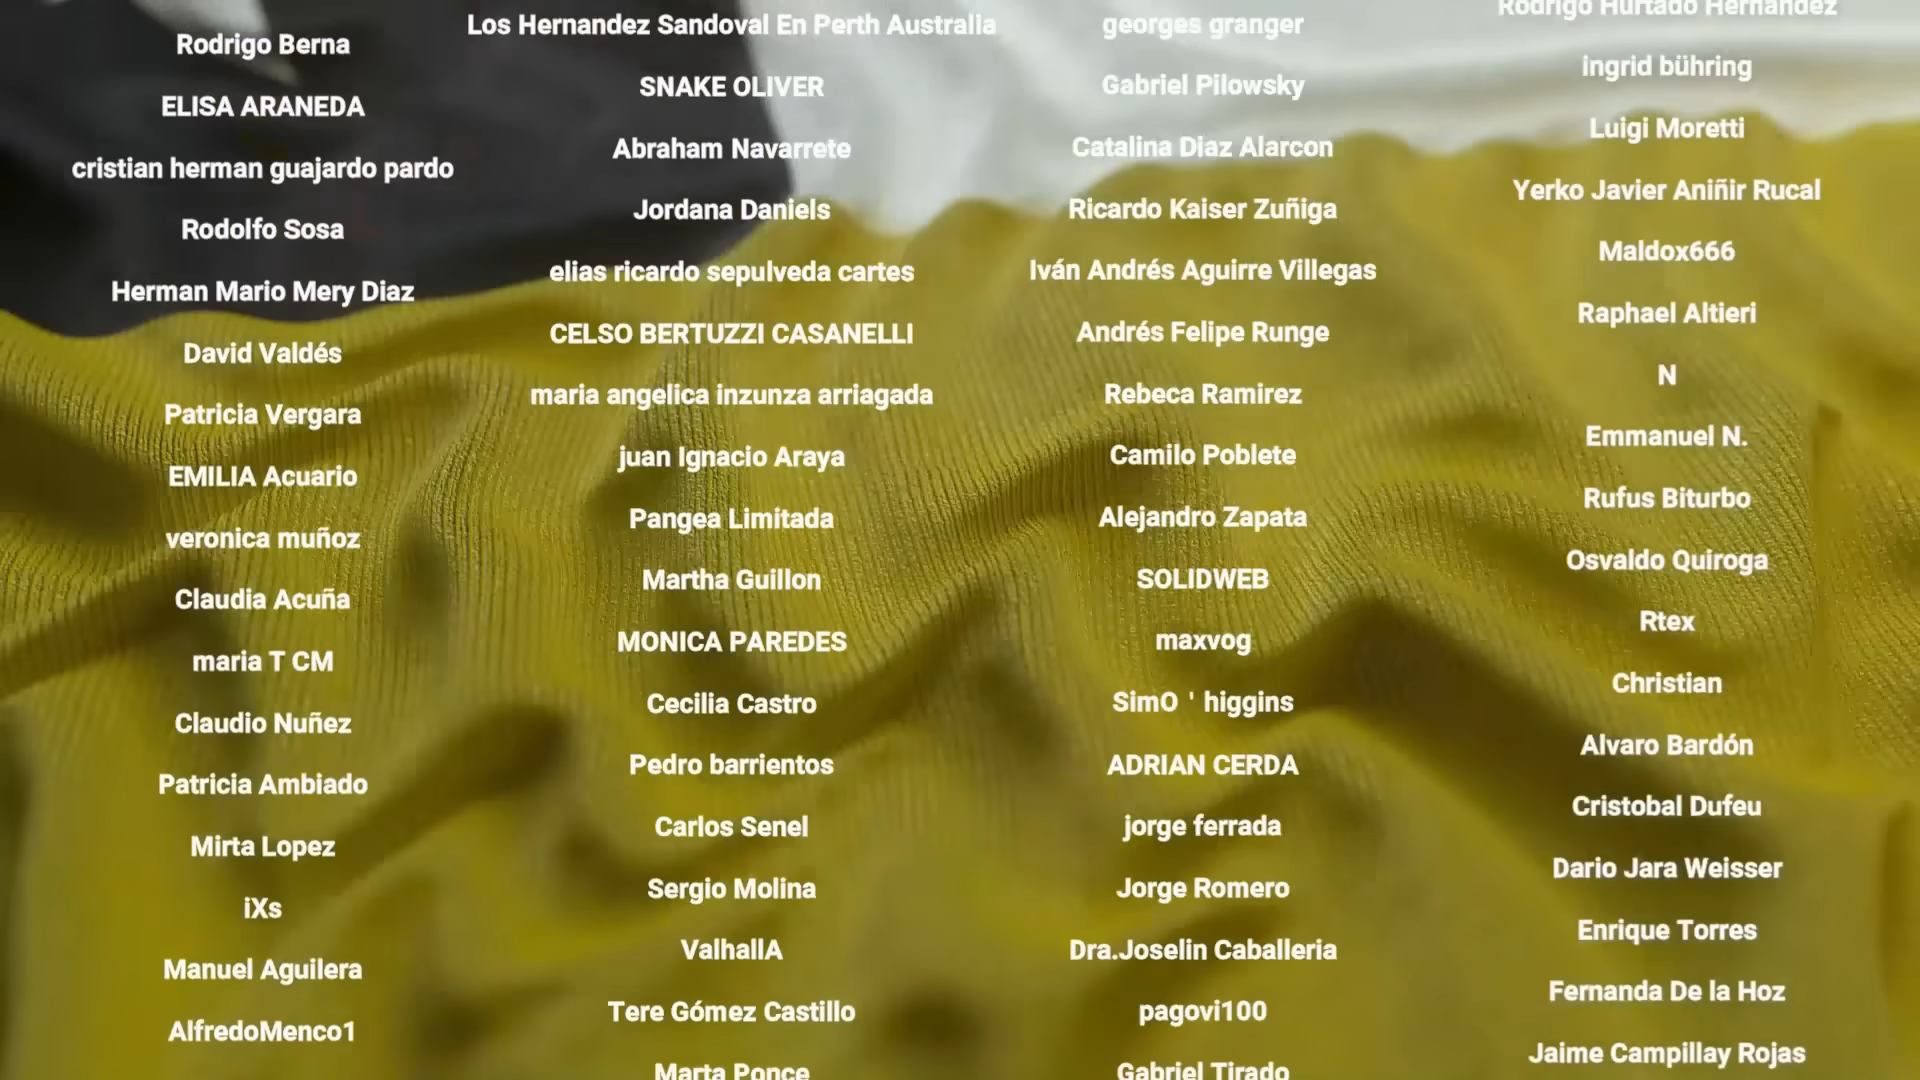 Rodrigo Berna
ELISA ARANEDA
cristian herman guajardo pardo
Rodolfo Sosa
Herman Mario Mery Diaz
David Valdés
Patricia Vergara
EMILIA Acuario
veronica muñoz
Claudia Acuña
maria T CM
Claudio Nuñez
Patricia Ambiado
Mirta Lopez
iXs
Manuel Aguilera
AlfredoMenco1
Los Hernandez Sandoval En Perth Australia
SNAKE OLIVER
Abraham Navarrete
Jordana Daniels
elias ricardo sepulveda cartes
CELSO BERTUZZI CASANELLI
maria angelica inzunza arriagada
juan Ignacio Araya
Pangea Limitada
Martha Guillon
MONICA PAREDES
Cecilia Castro
Pedro barrientos
Carlos Senel
Sergio Molina
ValhallA
Tere Gómez Castillo
Marta Ponce
georges granger
Gabriel Pilowsky
Catalina Diaz Alarcon
Ricardo Kaiser Zuñiga
Iván Andrés Aguirre Villegas
Andrés Felipe Runge
Rebeca Ramirez
Camilo Poblete
Alejandro Zapata
SOLIDWEB
maxvog
SimO ' higgins
ADRIAN CERDA
jorge ferrada
Jorge Romero
Dra.Joselin Caballeria
pagovi100
Gabriel Tirado
Rodrigo Hurtado Hernandez
ingrid bühring
Luigi Moretti
Yerko Javier Aniñir Rucal
Maldox666
Raphael Altieri
N
Emmanuel N.
Rufus Biturbo
Osvaldo Quiroga
Rtex
Christian
Alvaro Bardón
Cristobal Dufeu
Dario Jara Weisser
Enrique Torres
Fernanda De la Hoz
Jaime Campillay Rojas